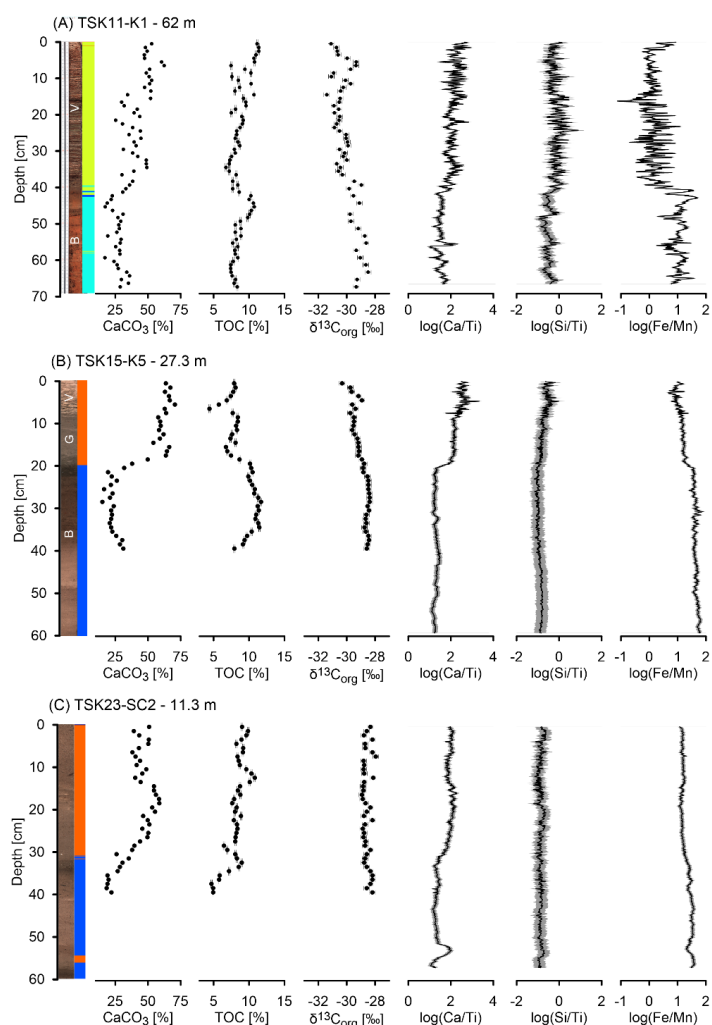 (A) TSK11-K1 - 62 m
0
10
20
30
40
50
60
70
Depth [cm]
V
B
25 50 75
CaCO₃ [%]
5 10 15
TOC [%]
-32 -30 -28
δ¹³Corg [‰]
0 2 4
log(Ca/Ti)
-2 0 2
log(Si/Ti)
-1 0 1 2
log(Fe/Mn)
(B) TSK15-K5 - 27.3 m
0
10
20
30
40
50
60
Depth [cm]
V
G
B
25 50 75
CaCO₃ [%]
5 10 15
TOC [%]
-32 -30 -28
δ¹³Corg [‰]
0 2 4
log(Ca/Ti)
-2 0 2
log(Si/Ti)
-1 0 1 2
log(Fe/Mn)
(C) TSK23-SC2 - 11.3 m
0
10
20
30
40
50
60
Depth [cm]
25 50 75
CaCO₃ [%]
5 10 15
TOC [%]
-32 -30 -28
δ¹³Corg [‰]
0 2 4
log(Ca/Ti)
-2 0 2
log(Si/Ti)
-1 0 1 2
log(Fe/Mn)